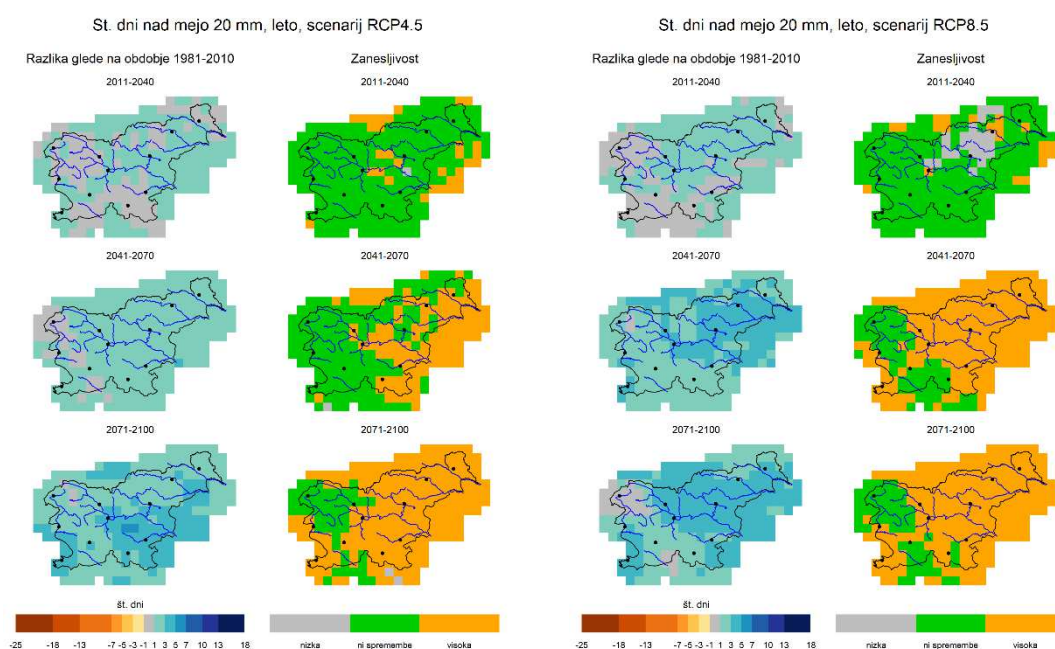 St. dni nad mejo 20 mm, leto, scenarij RCP4.5
Razlika glede na obdobje 1981-2010
Zanesljivost
2011-2040
2011-2040
2041-2070
2041-2070
2071-2100
2071-2100
št. dni
-25 -18 -13 -7 -5 -3 -1 1 3 5 7 10 13 18
nizka
ni spremembe
visoka
St. dni nad mejo 20 mm, leto, scenarij RCP8.5
Razlika glede na obdobje 1981-2010
Zanesljivost
2011-2040
2011-2040
2041-2070
2041-2070
2071-2100
2071-2100
št. dni
-25 -18 -13 -7 -5 -3 -1 1 3 5 7 10 13 18
nizka
ni spremembe
visoka